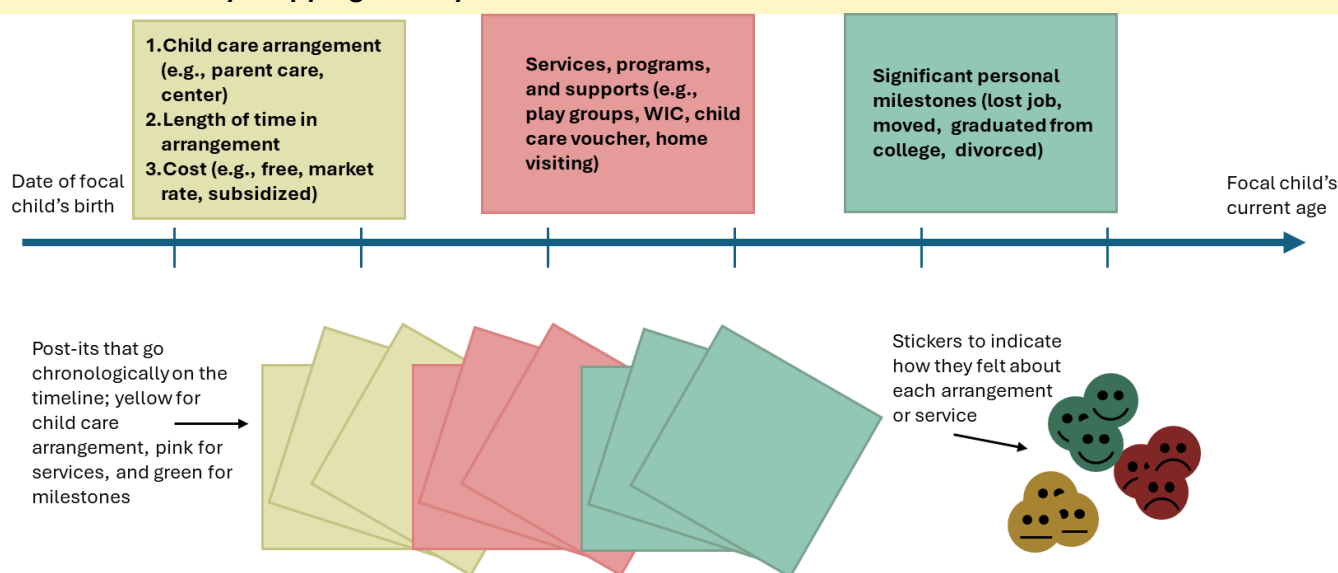 1.Child care arrangement
(e.g., parent care,
center)
2.Length of time in
arrangement
3.Cost (e.g., free, market
rate, subsidized)
Services, programs,
and supports (e.g.,
play groups, WIC, child
care voucher, home
visiting)
Significant personal
milestones (lost job,
moved, graduated from
college, divorced)
Date of focal
child’s birth
Focal child’s
current age
Post-its that go
chronologically on the
timeline; yellow for
child care
arrangement, pink for
services, and green for
milestones
Stickers to indicate
how they felt about
each arrangement
or service